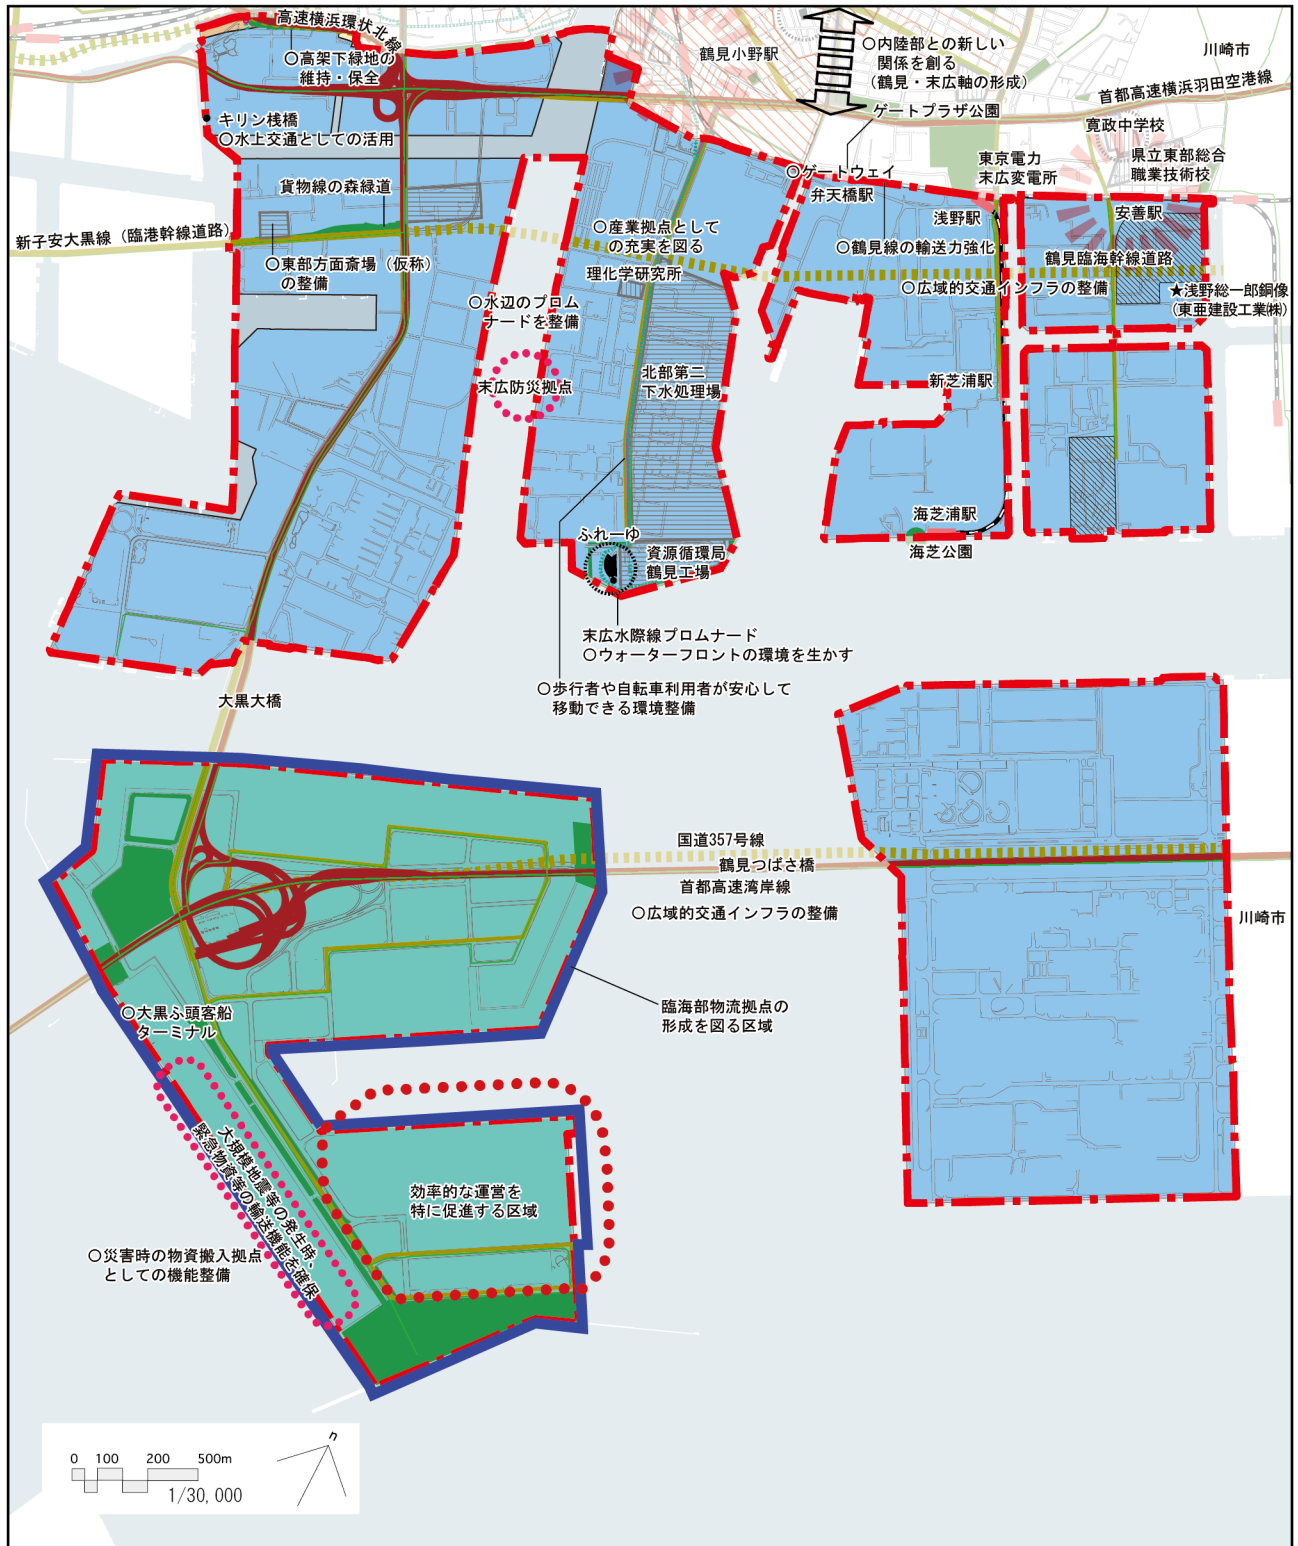 高速横浜環状北線
○高架下緑地の
維持・保全
鶴見小野駅
○内陸部との新しい
関係を創る
(鶴見・末広軸の形成)
川崎市
首都高速横浜羽田空港線
ゲートプラザ公園
キリン桟橋
○水上交通としての活用
寛政中学校
東京電力
末広変電所
県立東部総合
職業技術校
○ゲートウェイ
弁天橋駅
貨物線の森緑道
浅野駅
安善駅
新子安大黒線(臨港幹線道路)
○産業拠点として
の充実を図る
○鶴見線の輸送力強化
鶴見臨海幹線道路
○東部方面斎場(仮称)
の整備
理化学研究所
○広域的交通インフラの整備
★浅野総一郎銅像
(東亜建設工業㈱)
○水辺のプロム
ナードを整備
末広防災拠点
北部第二
下水処理場
新芝浦駅
海芝浦駅
海芝公園
ふれーゆ
資源循環局
鶴見工場
末広水際線プロムナード
○ウォーターフロントの環境を生かす
○歩行者や自転車利用者が安心して
移動できる環境整備
大黒大橋
国道357号線
鶴見つばさ橋
首都高速湾岸線
○広域的交通インフラの整備
川崎市
臨海部物流拠点の
形成を図る区域
○大黒ふ頭客船
ターミナル
大規模地震等の発生時、
緊急物資等の輸送機能を確保
効率的な運営を
特に促進する区域
○災害時の物資搬入拠点
としての機能整備
n
0 100 200 500m
1/30,000